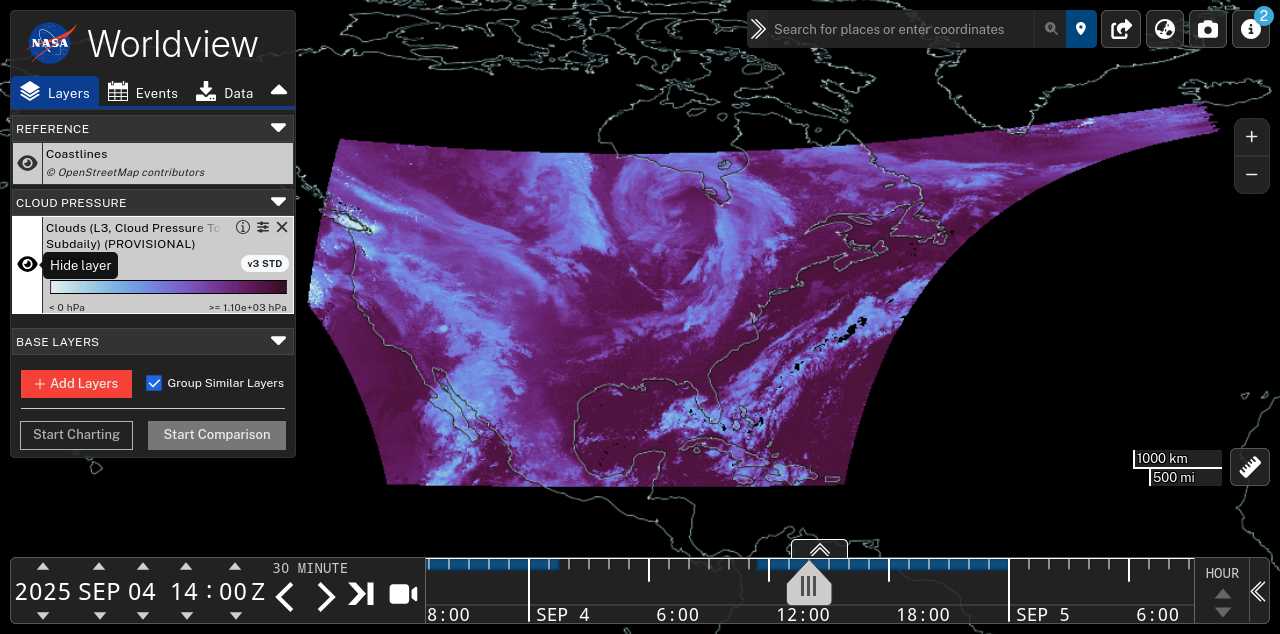 NASA
Worldview
Layers
Events
Data
REFERENCE
Coastlines
© OpenStreetMap contributors
CLOUD PRESSURE
Clouds (L3, Cloud Pressure To
Subdaily) (PROVISIONAL)
Hide layer
v3 STD
< 0 hPa
>= 1.10e+03 hPa
BASE LAYERS
+ Add Layers
Group Similar Layers
Start Charting
Start Comparison
Search for places or enter coordinates
2
+
−
1000 km
500 mi
2025 SEP 04 14:00 Z
30 MINUTE
8:00
SEP 4
6:00
12:00
18:00
SEP 5
6:00
HOUR